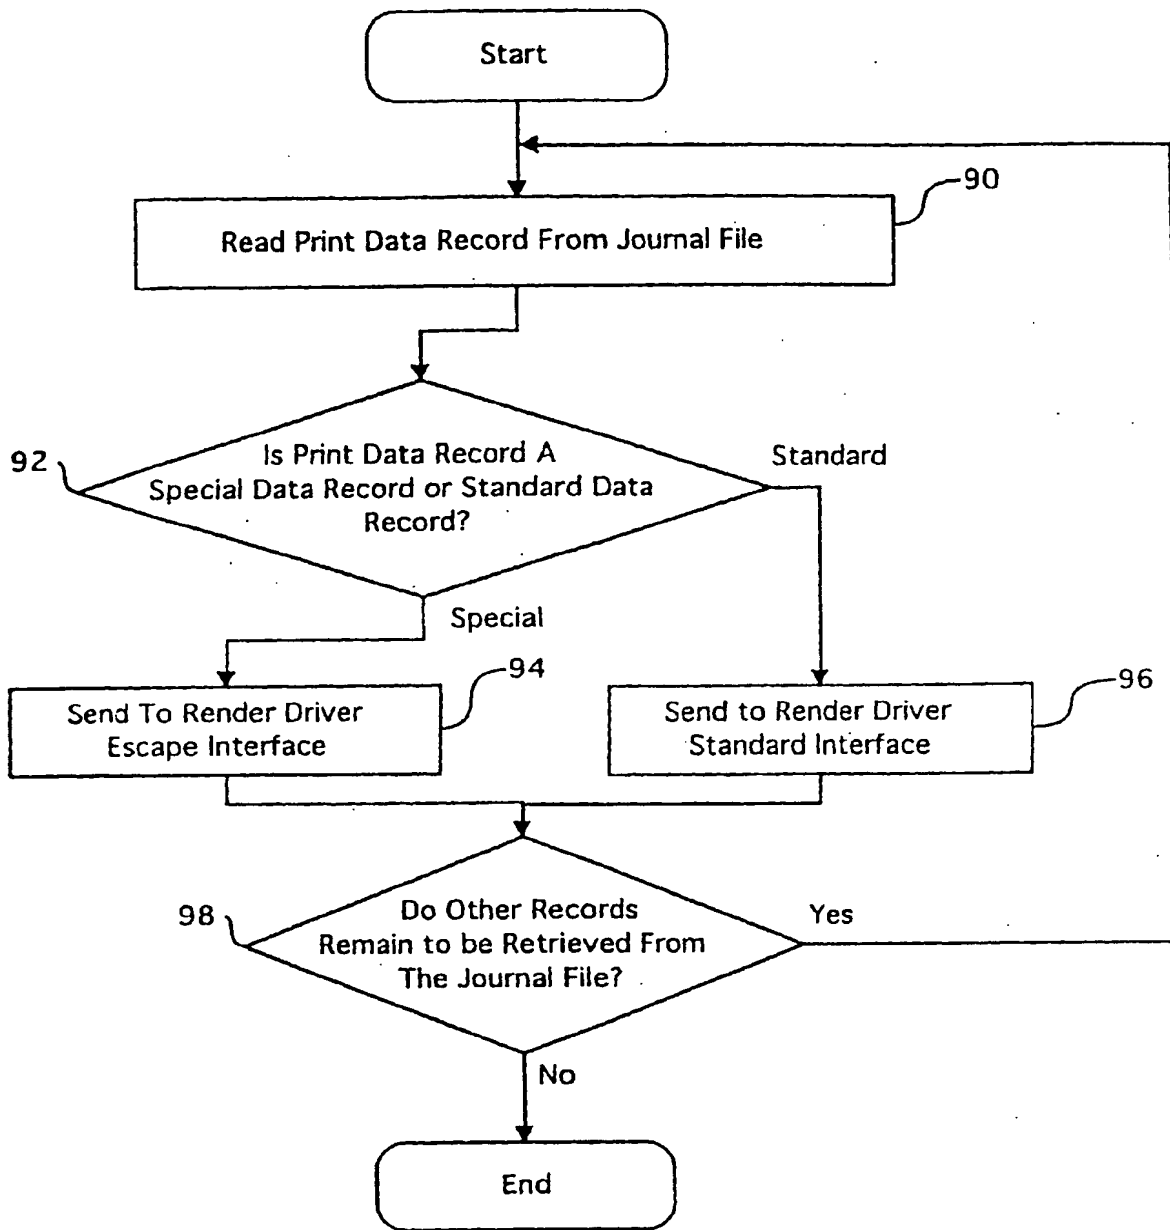 Start
90
Read Print Data Record From Journal File
92
Is Print Data Record A
Special Data Record or Standard Data
Record?
Standard
Special
94
Send To Render Driver
Escape Interface
96
Send to Render Driver
Standard Interface
98
Do Other Records
Remain to be Retrieved From
The Journal File?
Yes
No
End